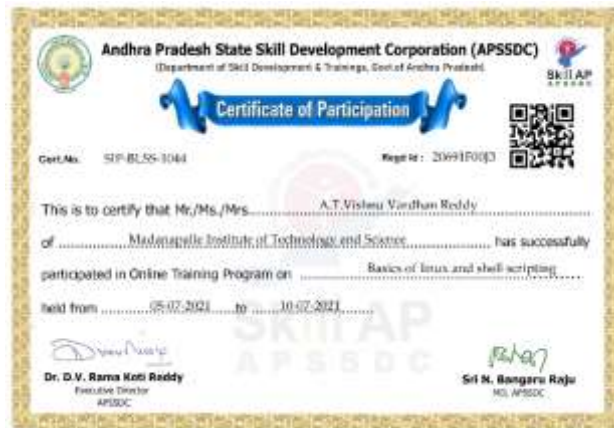 Andhra Pradesh State Skill Development Corporation (APSSDC)
(Department of Skill Development & Trainings, Govt.of Andhra Pradesh)
Skill AP
APSSDC
Certificate of Participation
Cert.No. SIP-BLSS-1044
Regd Id : 20691F00J3
This is to certify that Mr./Ms./Mrs. A.T.Vishnu Vardhan Reddy
of Madanapalle Institute of Technology and Science has successfully
participated in Online Training Program on Basics of linux and shell scripting
held from 05-07-2021 to 10-07-2021
Skill AP
APSSDC
Dr. D.V. Rama Koti Reddy
Executive Director
APSSDC
Sri N. Bangaru Raju
MD, APSSDC